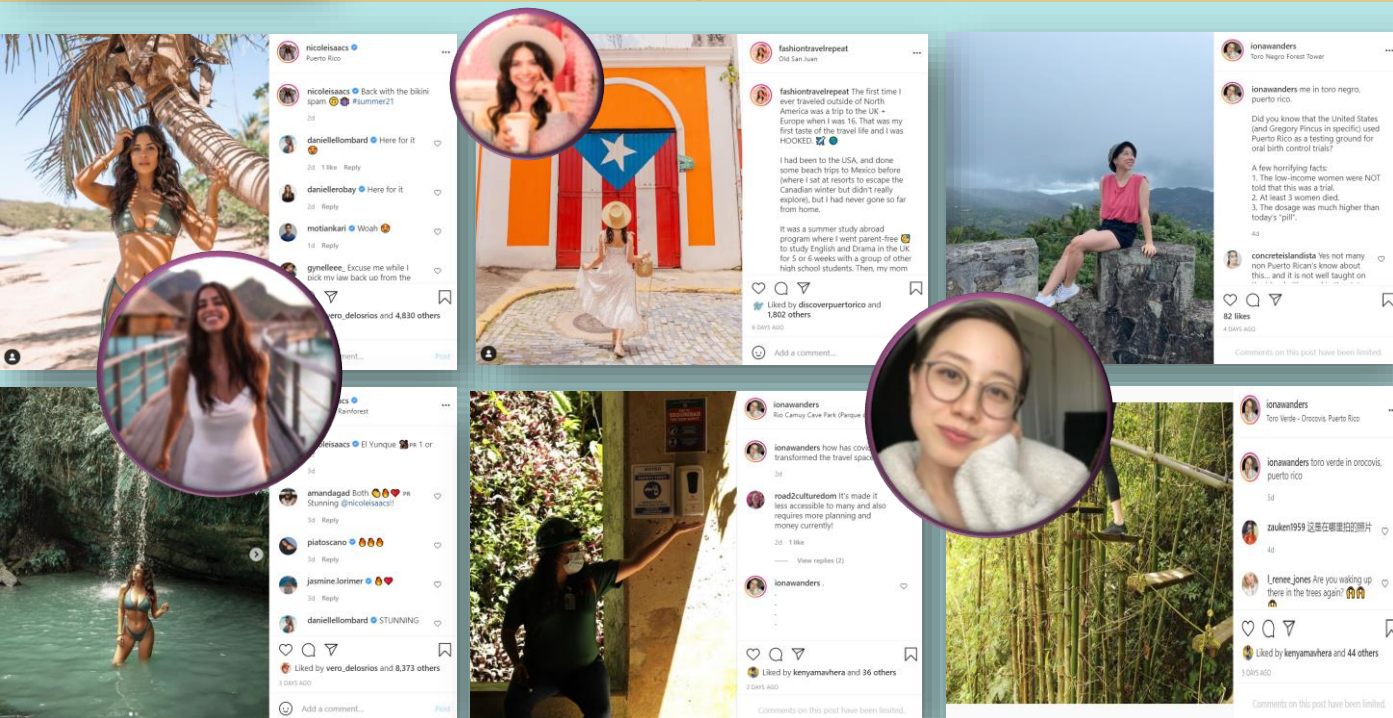 nicoleisaacs
Puerto Rico
nicoleisaacs Back with the bikini
spam #summer21
2d
daniellellombard Here for it
2d 1 like Reply
daniellerobay Here for it
2d Reply
motiankari Woah
1d Reply
gynelleee_ Excuse me while I
pick my jaw back up from the
vero_delosrios and 4,830 others
Post
fashiontravelrepeat
Old San Juan
fashiontravelrepeat The first time I
ever traveled outside of North
America was a trip to the UK +
Europe when I was 16. That was my
first taste of the travel life and I was
HOOKED.
I had been to the USA, and done
some beach trips to Mexico before
(where I sat at resorts to escape the
Canadian winter but didn't really
explore), but I had never gone so far
from home.
It was a summer study abroad
program where I went parent-free
to study English and Drama in the UK
for 5 or 6 weeks with a group of other
high school students. Then, my mom
Liked by discoverpuertorico and
1,802 others
6 DAYS AGO
Add a comment...
ionawanders
Toro Negro Forest Tower
ionawanders me in toro negro,
puerto rico.
Did you know that the United States
(and Gregory Pincus in specific) used
Puerto Rico as a testing ground for
oral birth control trials?
A few horrifying facts:
1. The low-income women were NOT
told that this was a trial.
2. At least 3 women died.
3. The dosage was much higher than
today's "pill".
4d
concreteislandista Yes not many
non Puerto Rican's know about
this... and it is not well taught on
82 likes
4 DAYS AGO
Comments on this post have been limited.
Rainforest
El Yunque PR 1 or
3d
amandagad Both PR
Stunning @nicoleisaacs!!
3d Reply
piatoscano
3d Reply
jasmine.lorimer
3d Reply
daniellellombard STUNNING
Liked by vero_delosrios and 8,373 others
3 DAYS AGO
Add a comment...
Post
ionawanders
Rio Camuy Cave Park (Parque
ionawanders how has
transformed the travel space
2d
road2culturedom It's made it
less accessible to many and also
requires more planning and
money currently!
2d 1 like
View replies (2)
ionawanders .
.
.
.
.
Liked by kenyamavhera and 36 others
2 DAYS AGO
Comments on this post have been limited.
ionawanders
Toro Verde - Orocovis, Puerto Rico
ionawanders toro verde in orocovis,
puerto rico
5d
zauken1959 这是在哪里拍的照片
4d
l_renee_jones Are you waking up
there in the trees again?
Liked by kenyamavhera and 44 others
5 DAYS AGO
Comments on this post have been limited.